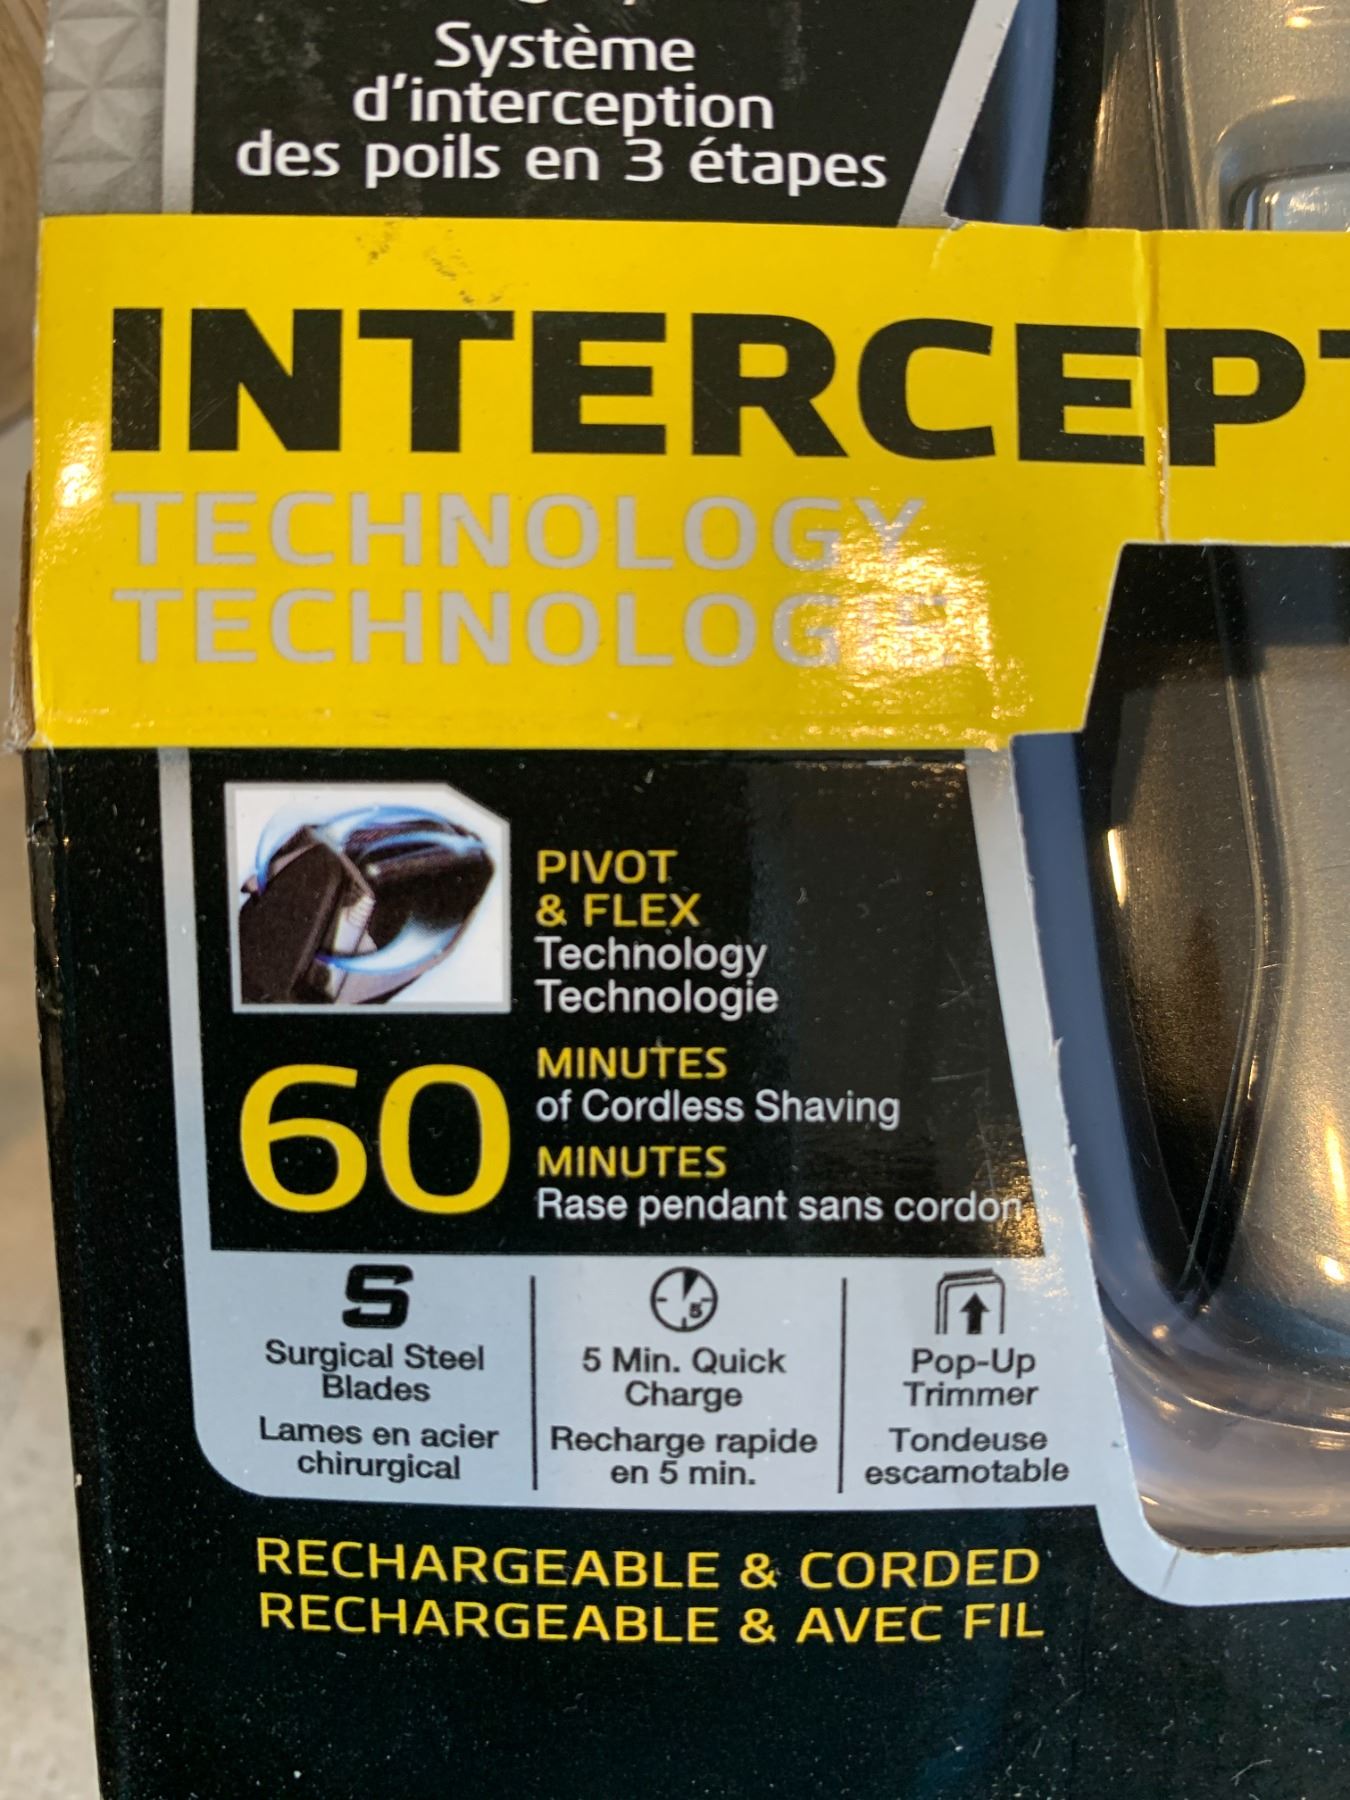 Système
d'interception
des poils en 3 étapes
INTERCEPT
TECHNOLOGY
TECHNOLOGIE
PIVOT
& FLEX
Technology
Technologie
60
MINUTES
of Cordless Shaving
MINUTES
Rase pendant sans cordon
S
Surgical Steel
Blades
Lames en acier
chirurgical
5
5 Min. Quick
Charge
Recharge rapide
en 5 min.
Pop-Up
Trimmer
Tondeuse
escamotable
RECHARGEABLE & CORDED
RECHARGEABLE & AVEC FIL